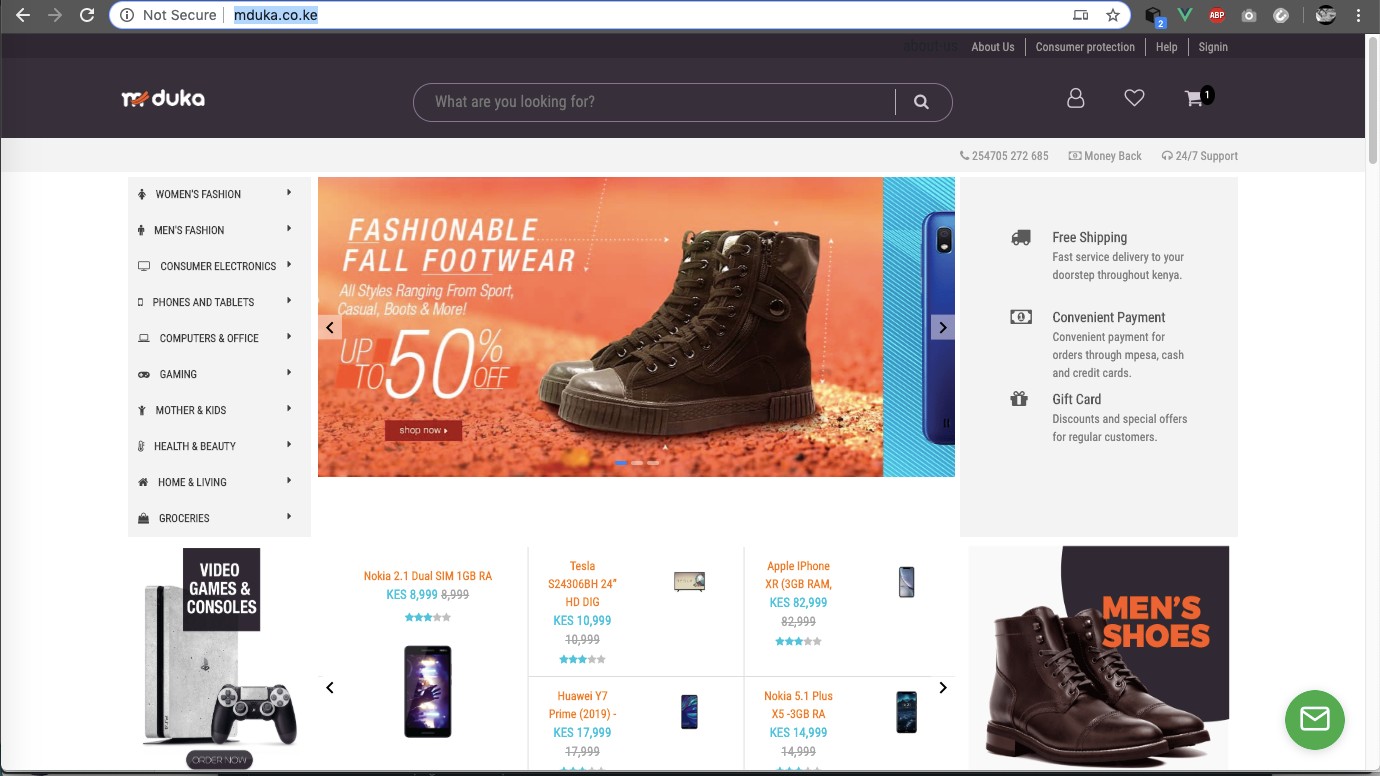 Not Secure
mduka.co.ke
2
ABP
About Us
Consumer protection
Help
Signin
mduka
What are you looking for?
1
254705 272 685
Money Back
24/7 Support
WOMEN'S FASHION
MEN'S FASHION
CONSUMER ELECTRONICS
PHONES AND TABLETS
COMPUTERS & OFFICE
GAMING
MOTHER & KIDS
HEALTH & BEAUTY
HOME & LIVING
GROCERIES
FASHIONABLE
FALL FOOTWEAR
All Styles Ranging From Sport,
Casual, Boots & More!
UP TO 50% OFF
shop now
Free Shipping
Fast service delivery to your
doorstep throughout kenya.
Convenient Payment
Convenient payment for
orders through mpesa, cash
and credit cards.
Gift Card
Discounts and special offers
for regular customers.
VIDEO
GAMES &
CONSOLES
ORDER NOW
Nokia 2.1 Dual SIM 1GB RA
KES 8,999 8,999
Tesla
S24306BH 24"
HD DIG
KES 10,999
10,999
Apple IPhone
XR (3GB RAM,
KES 82,999
82,999
Huawei Y7
Prime (2019) -
KES 17,999
17,999
Nokia 5.1 Plus
X5 -3GB RA
KES 14,999
14,999
MEN'S
SHOES